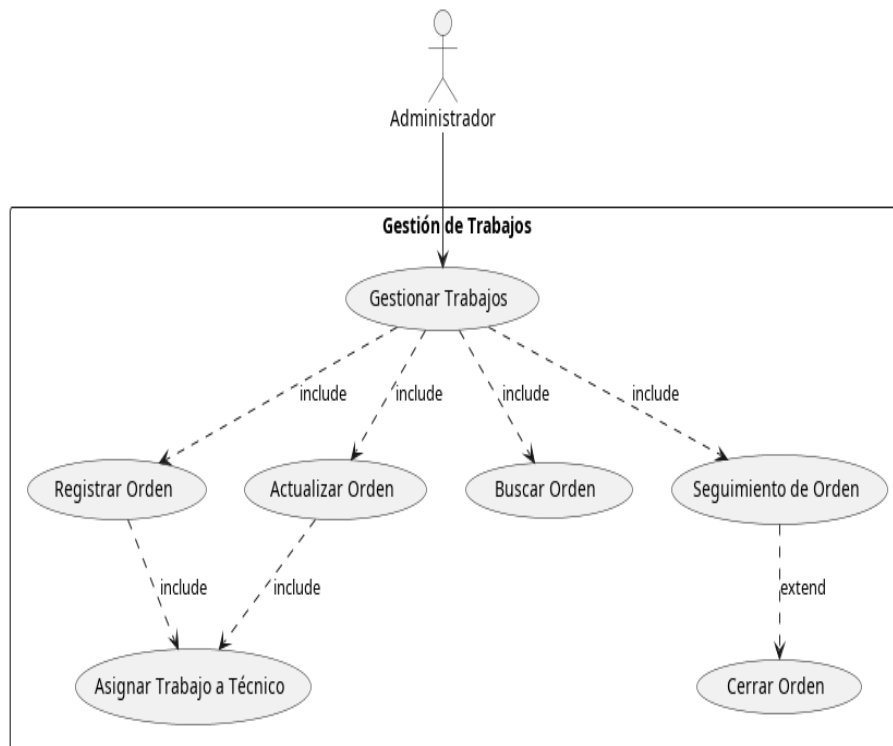 Administrador
Gestión de Trabajos
Gestionar Trabajos
include
include
include
include
Registrar Orden
Actualizar Orden
Buscar Orden
Seguimiento de Orden
include
include
extend
Asignar Trabajo a Técnico
Cerrar Orden